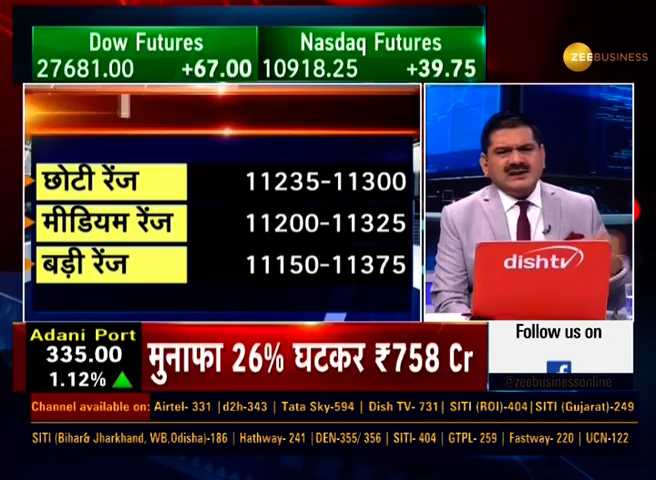 Dow Futures
27681.00 +67.00
Nasdaq Futures
10918.25 +39.75
ZEEBUSINESS
छोटी रेंज 11235-11300
मीडियम रेंज 11200-11325
बड़ी रेंज 11150-11375
dishtv
Adani Port
335.00
1.12%
मुनाफा 26% घटकर ₹758 Cr
Follow us on
@zeebusinessonline
Channel available on: Airtel- 331 | d2h-343 | Tata Sky-594 | Dish TV- 731 | SITI (ROI)-404 | SITI (Gujarat)-249
SITI (Bihar& Jharkhand, WB,Odisha)-186 | Hathway- 241 | DEN-355/ 356 | SITI- 404 | GTPL- 259 | Fastway- 220 | UCN-122